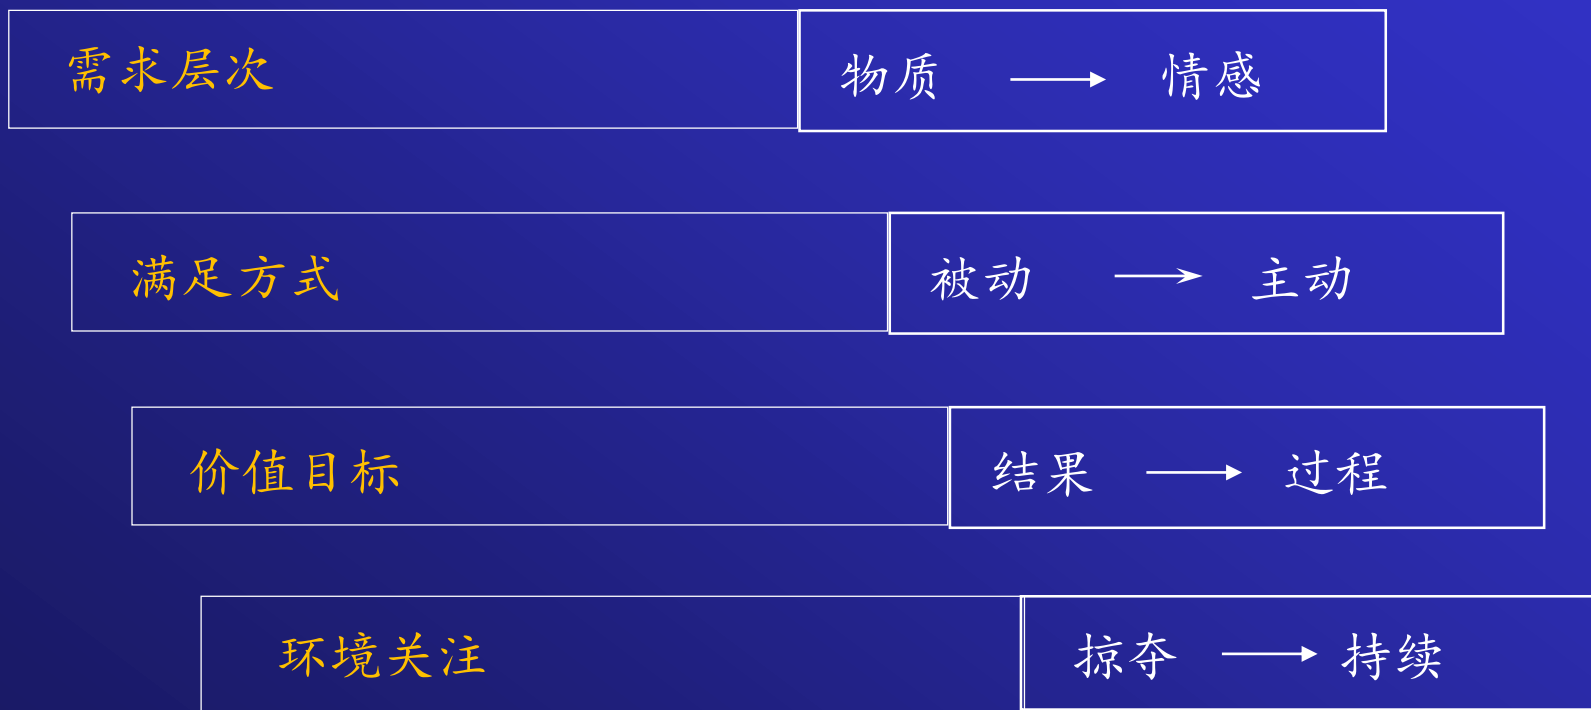 需求层次 物质 → 情感
满足方式 被动 → 主动
价值目标 结果 → 过程
环境关注 掠夺 → 持续